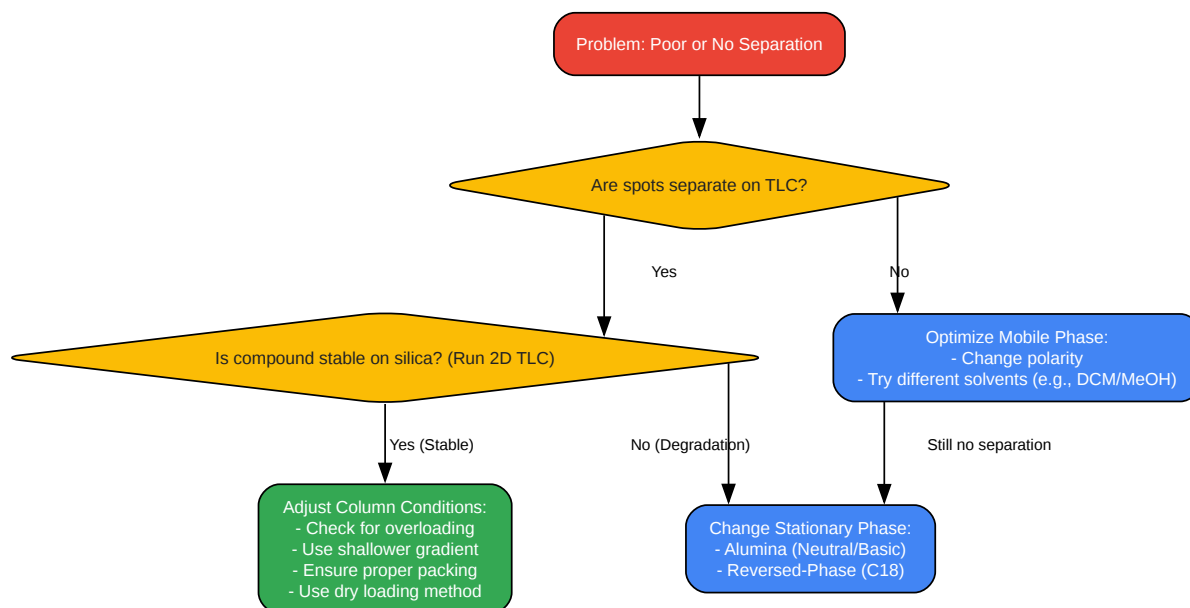 Problem: Poor or No Separation
Are spots separate on TLC?
Yes
No
Optimize Mobile Phase:
- Change polarity
- Try different solvents (e.g., DCM/MeOH)
Is compound stable on silica? (Run 2D TLC)
Yes (Stable)
No (Degradation)
Still no separation
Adjust Column Conditions:
- Check for overloading
- Use shallower gradient
- Ensure proper packing
- Use dry loading method
Change Stationary Phase:
- Alumina (Neutral/Basic)
- Reversed-Phase (C18)